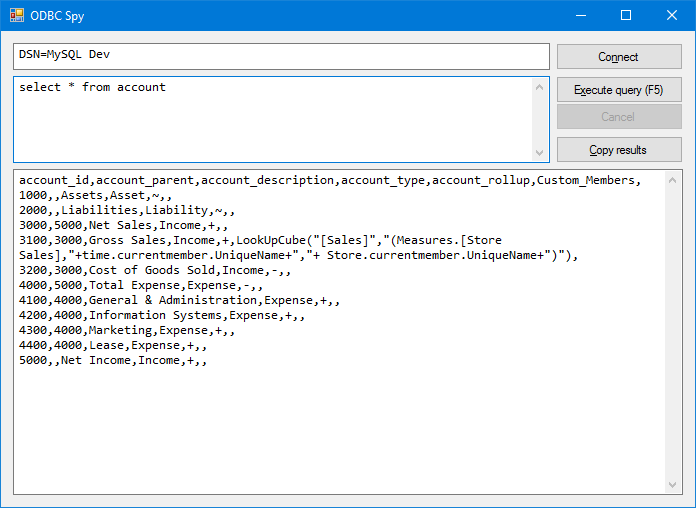 ODBC Spy
DSN=MySQL Dev
Connect
select * from account
Execute query (F5)
Cancel
Copy results
account_id,account_parent,account_description,account_type,account_rollup,Custom_Members,
1000,,Assets,Asset,~,,
2000,,Liabilities,Liability,~,,
3000,5000,Net Sales,Income,+,,
3100,3000,Gross Sales,Income,+,LookUpCube("[Sales]","(Measures.[Store
Sales],"+time.currentmember.UniqueName+","+ Store.currentmember.UniqueName+")"),
3200,3000,Cost of Goods Sold,Income,-,,
4000,5000,Total Expense,Expense,-,,
4100,4000,General & Administration,Expense,+,,
4200,4000,Information Systems,Expense,+,,
4300,4000,Marketing,Expense,+,,
4400,4000,Lease,Expense,+,,
5000,,Net Income,Income,+,,